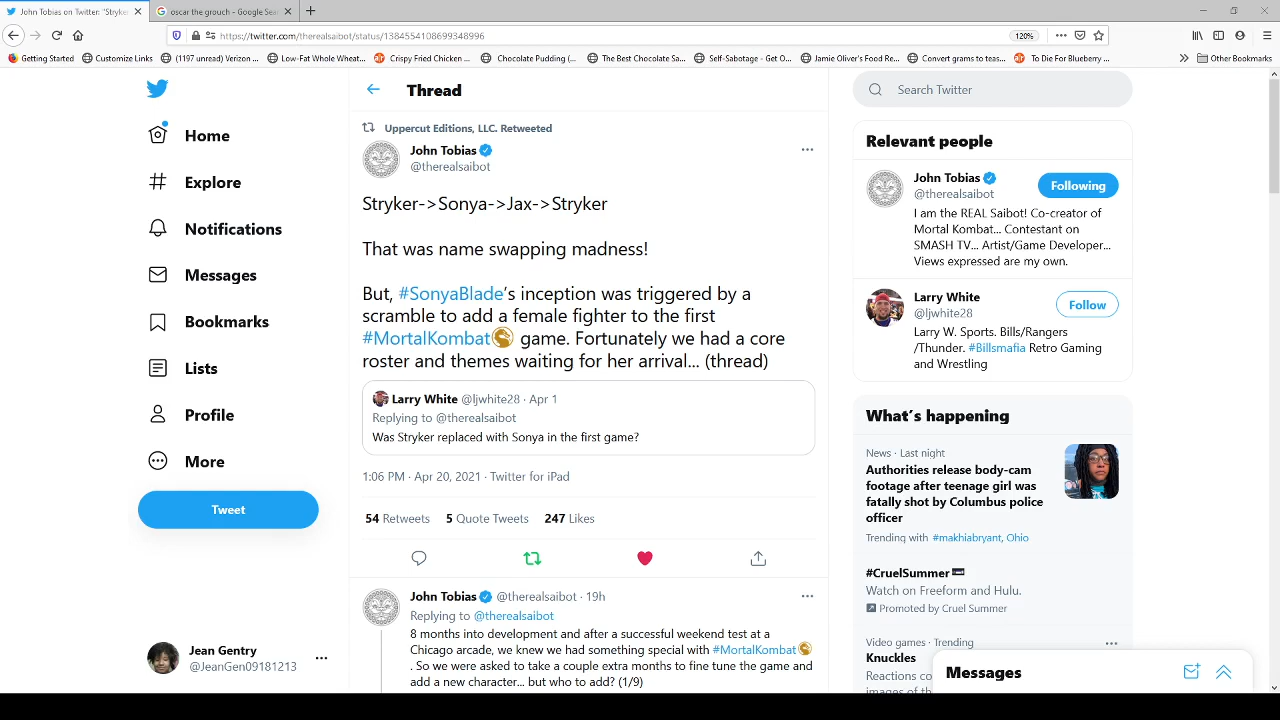 John Tobias on Twitter: "Stryke
oscar the grouch - Google Sear
https://twitter.com/therealsaibot/status/1384554108699348996
120%
Getting Started
Customize Links
(1197 unread) Verizon ...
Low-Fat Whole Wheat...
Crispy Fried Chicken ...
Chocolate Pudding (...
The Best Chocolate Sa...
Self-Sabotage - Get O...
Jamie Oliver's Food Re...
Convert grams to teas...
To Die For Blueberry ...
Other Bookmarks
Home
Explore
Notifications
Messages
Bookmarks
Lists
Profile
More
Tweet
Jean Gentry
@JeanGen09181213
Thread
Uppercut Editions, LLC. Retweeted
John Tobias
@therealsaibot
Stryker->Sonya->Jax->Stryker
That was name swapping madness!
But, #SonyaBlade's inception was triggered by a
scramble to add a female fighter to the first
#MortalKombat game. Fortunately we had a core
roster and themes waiting for her arrival... (thread)
Larry White @ljwhite28 · Apr 1
Replying to @therealsaibot
Was Stryker replaced with Sonya in the first game?
1:06 PM · Apr 20, 2021 · Twitter for iPad
54 Retweets 5 Quote Tweets 247 Likes
John Tobias @therealsaibot · 19h
Replying to @therealsaibot
8 months into development and after a successful weekend test at a
Chicago arcade, we knew we had something special with #MortalKombat
. So we were asked to take a couple extra months to fine tune the game and
add a new character... but who to add? (1/9)
Search Twitter
Relevant people
John Tobias
@therealsaibot
Following
I am the REAL Saibot! Co-creator of
Mortal Kombat... Contestant on
SMASH TV... Artist/Game Developer...
Views expressed are my own.
Larry White
@ljwhite28
Follow
Larry W. Sports. Bills/Rangers
/Thunder. #Billsmafia Retro Gaming
and Wrestling
What's happening
News · Last night
Authorities release body-cam
footage after teenage girl was
fatally shot by Columbus police
officer
Trending with #makhiabryant, Ohio
#CruelSummer
Watch on Freeform and Hulu.
Promoted by Cruel Summer
Video games · Trending
Knuckles
Reactions co
images of th
Messages